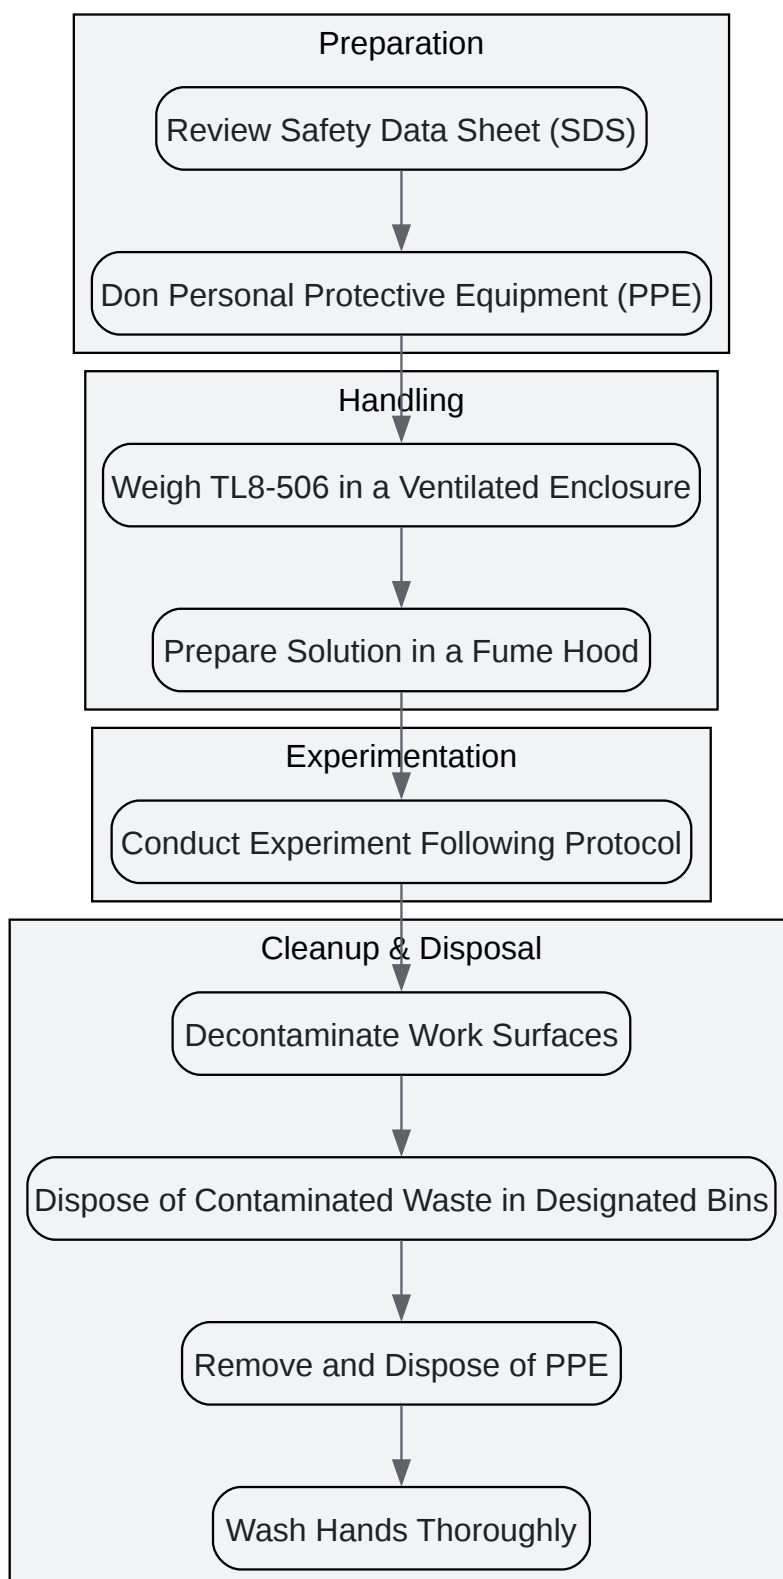 Preparation
Review Safety Data Sheet (SDS)
Don Personal Protective Equipment (PPE)
Handling
Weigh TL8-506 in a Ventilated Enclosure
Prepare Solution in a Fume Hood
Experimentation
Conduct Experiment Following Protocol
Cleanup & Disposal
Decontaminate Work Surfaces
Dispose of Contaminated Waste in Designated Bins
Remove and Dispose of PPE
Wash Hands Thoroughly